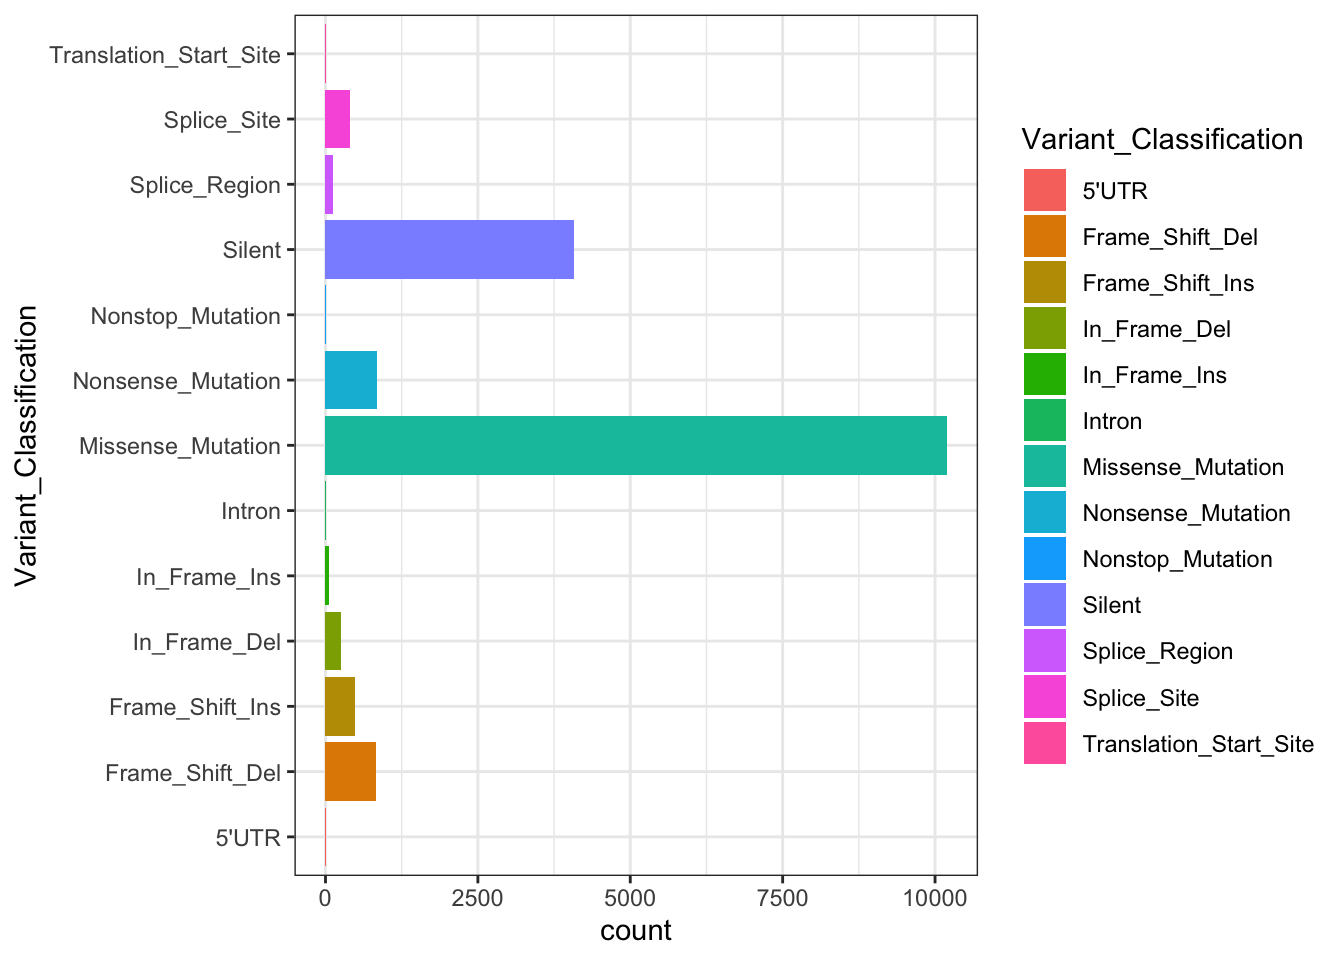 Variant_Classification
Translation_Start_Site
Splice_Site
Splice_Region
Silent
Nonstop_Mutation
Nonsense_Mutation
Missense_Mutation
Intron
In_Frame_Ins
In_Frame_Del
Frame_Shift_Ins
Frame_Shift_Del
5'UTR
0 2500 5000 7500 10000
count
Variant_Classification
5'UTR
Frame_Shift_Del
Frame_Shift_Ins
In_Frame_Del
In_Frame_Ins
Intron
Missense_Mutation
Nonsense_Mutation
Nonstop_Mutation
Silent
Splice_Region
Splice_Site
Translation_Start_Site